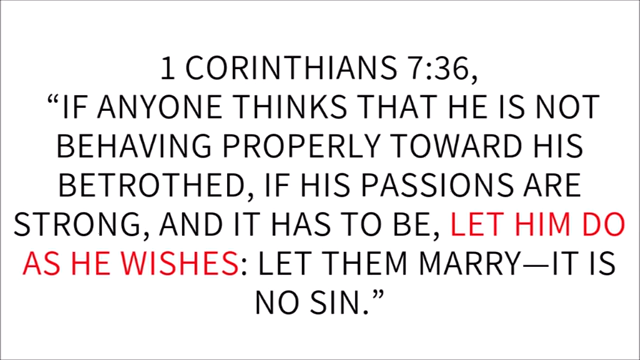 1 CORINTHIANS 7:36,
“IF ANYONE THINKS THAT HE IS NOT
BEHAVING PROPERLY TOWARD HIS
BETROTHED, IF HIS PASSIONS ARE
STRONG, AND IT HAS TO BE, LET HIM DO
AS HE WISHES: LET THEM MARRY—IT IS
NO SIN.”